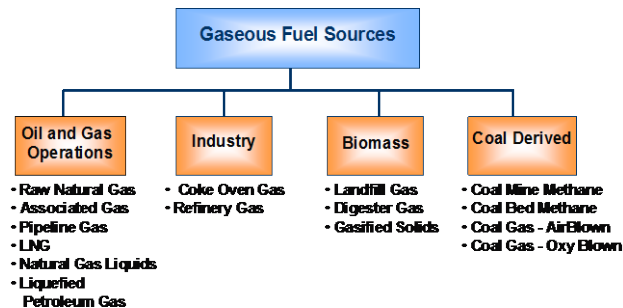 Gaseous Fuel Sources
Oil and Gas
Operations
• Raw Natural Gas
• Associated Gas
• Pipeline Gas
• LNG
• Natural Gas Liquids
• Liquefied
Petroleum Gas
Industry
• Coke Oven Gas
• Refinery Gas
Biomass
• Landfill Gas
• Digester Gas
• Gasified Solids
Coal Derived
• Coal Mine Methane
• Coal Bed Methane
• Coal Gas - AirBlown
• Coal Gas - Oxy Blown